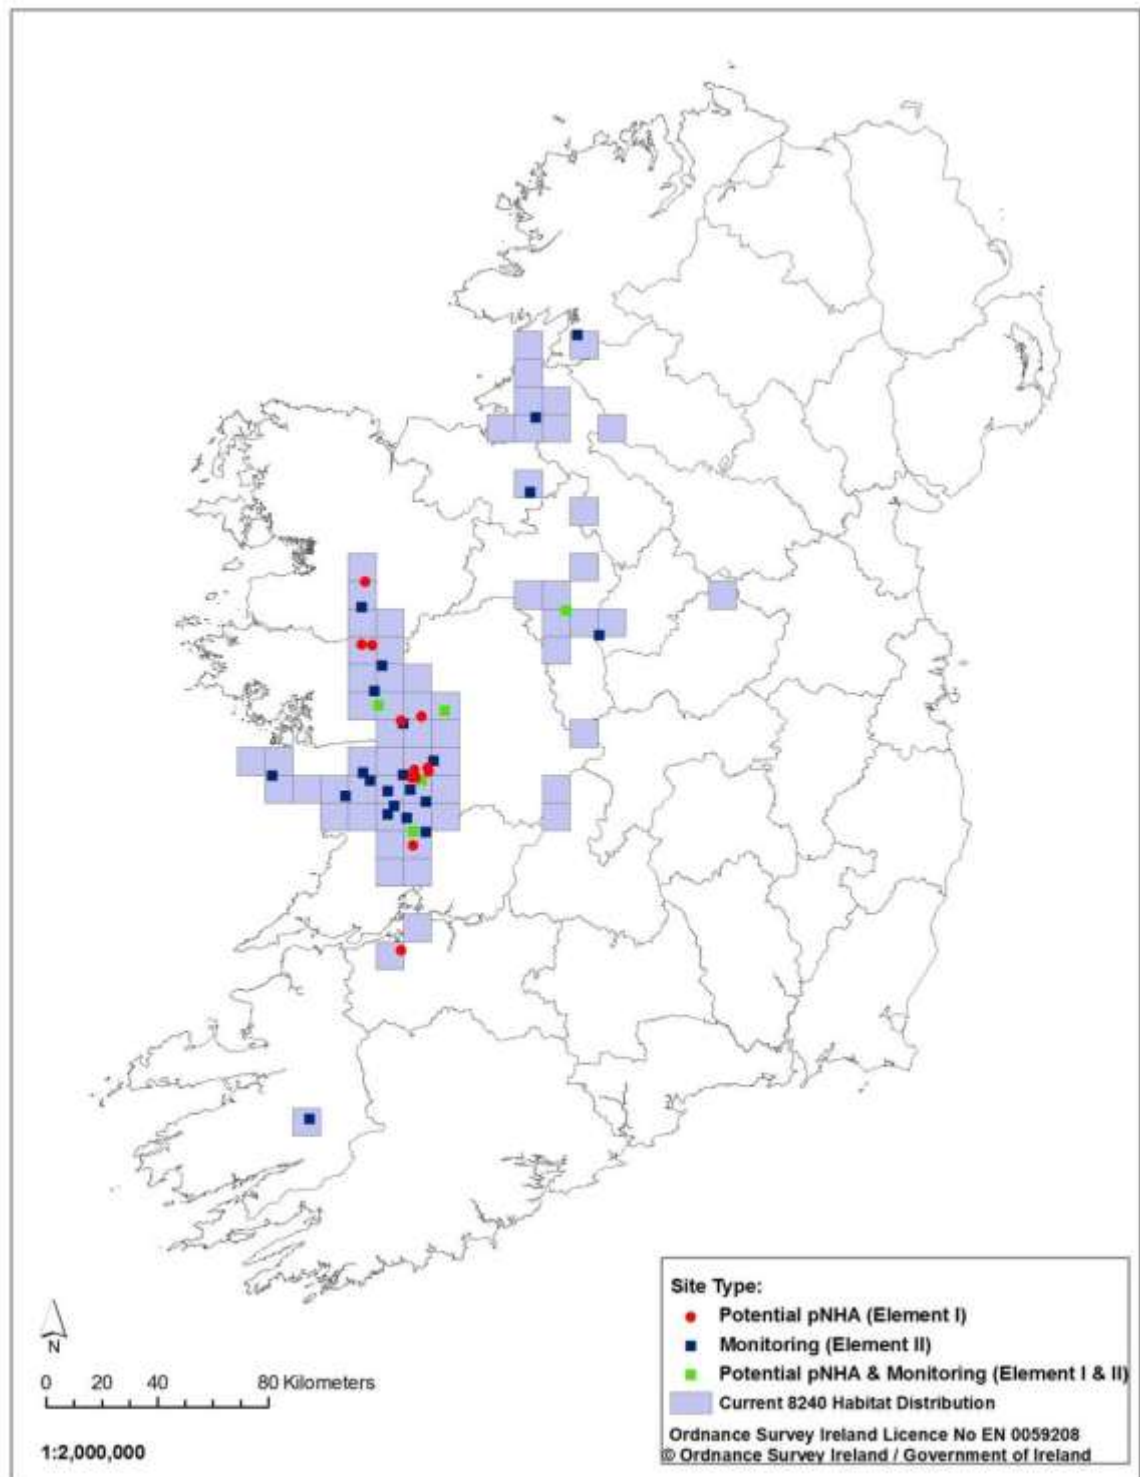 Site Type:
Potential pNHA (Element I)
Monitoring (Element II)
Potential pNHA & Monitoring (Element I & II)
Current 8240 Habitat Distribution
Ordnance Survey Ireland Licence No EN 0059208
© Ordnance Survey Ireland / Government of Ireland
N
0 20 40 80 Kilometers
1:2,000,000